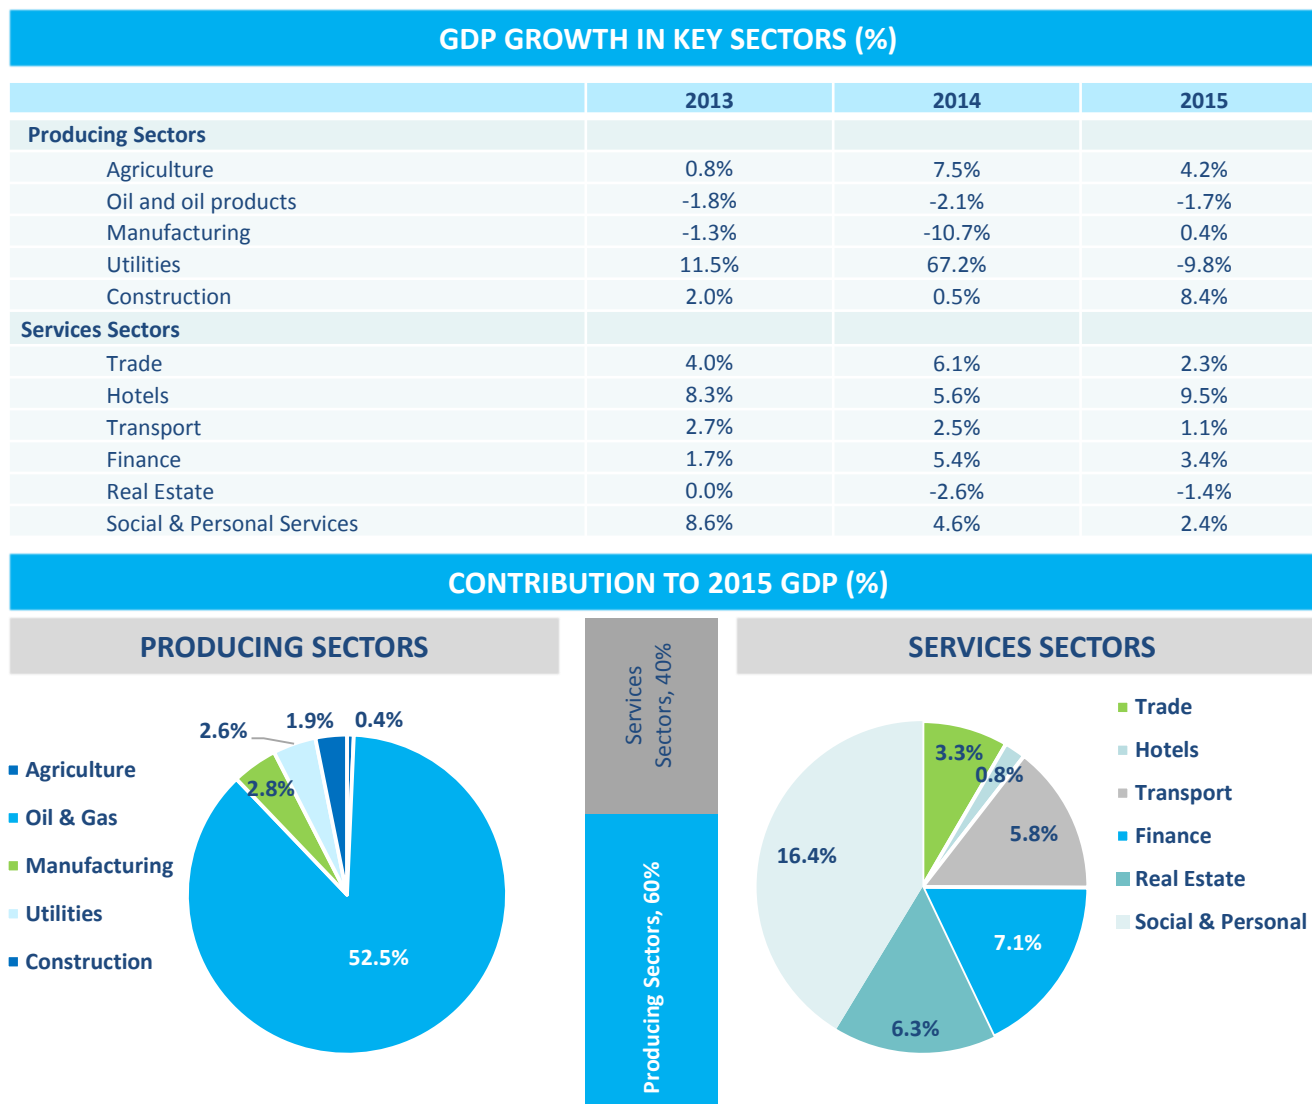 GDP GROWTH IN KEY SECTORS (%)
2013 2014 2015
Producing Sectors
Agriculture 0.8% 7.5% 4.2%
Oil and oil products -1.8% -2.1% -1.7%
Manufacturing -1.3% -10.7% 0.4%
Utilities 11.5% 67.2% -9.8%
Construction 2.0% 0.5% 8.4%
Services Sectors
Trade 4.0% 6.1% 2.3%
Hotels 8.3% 5.6% 9.5%
Transport 2.7% 2.5% 1.1%
Finance 1.7% 5.4% 3.4%
Real Estate 0.0% -2.6% -1.4%
Social & Personal Services 8.6% 4.6% 2.4%
CONTRIBUTION TO 2015 GDP (%)
PRODUCING SECTORS
Agriculture
Oil & Gas
Manufacturing
Utilities
Construction
2.6%
1.9%
0.4%
2.8%
52.5%
Services
Sectors, 40%
Producing Sectors, 60%
SERVICES SECTORS
3.3%
0.8%
5.8%
16.4%
7.1%
6.3%
Trade
Hotels
Transport
Finance
Real Estate
Social & Personal